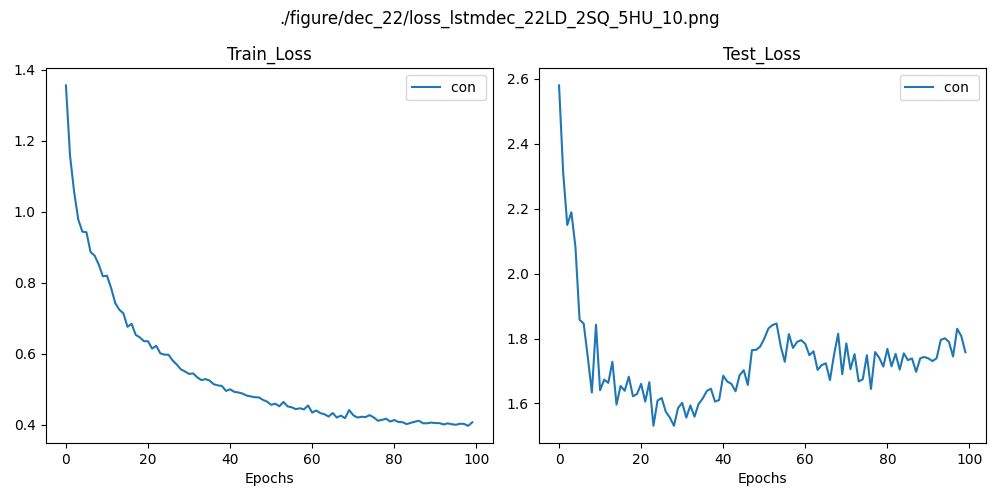 ./figure/dec_22/loss_lstmdec_22LD_2SQ_5HU_10.png
Train_Loss
con
1.4
1.2
1.0
0.8
0.6
0.4
0 20 40 60 80 100
Epochs
Test_Loss
con
2.6
2.4
2.2
2.0
1.8
1.6
0 20 40 60 80 100
Epochs